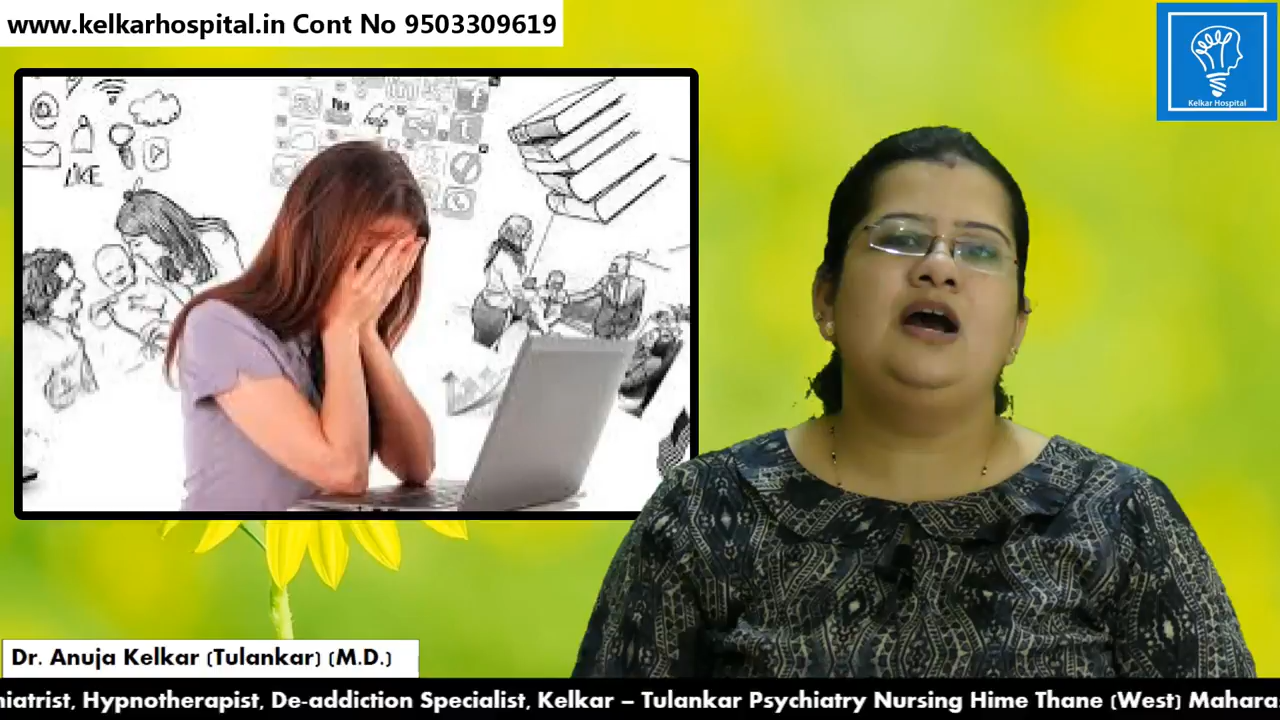 www.kelkarhospital.in Cont No 9503309619
Kelkar Hospital
LIKE
Dr. Anuja Kelkar (Tulankar) (M.D.)
hiatrist, Hypnotherapist, De-addiction Specialist, Kelkar – Tulankar Psychiatry Nursing Hime Thane (West) Mahara